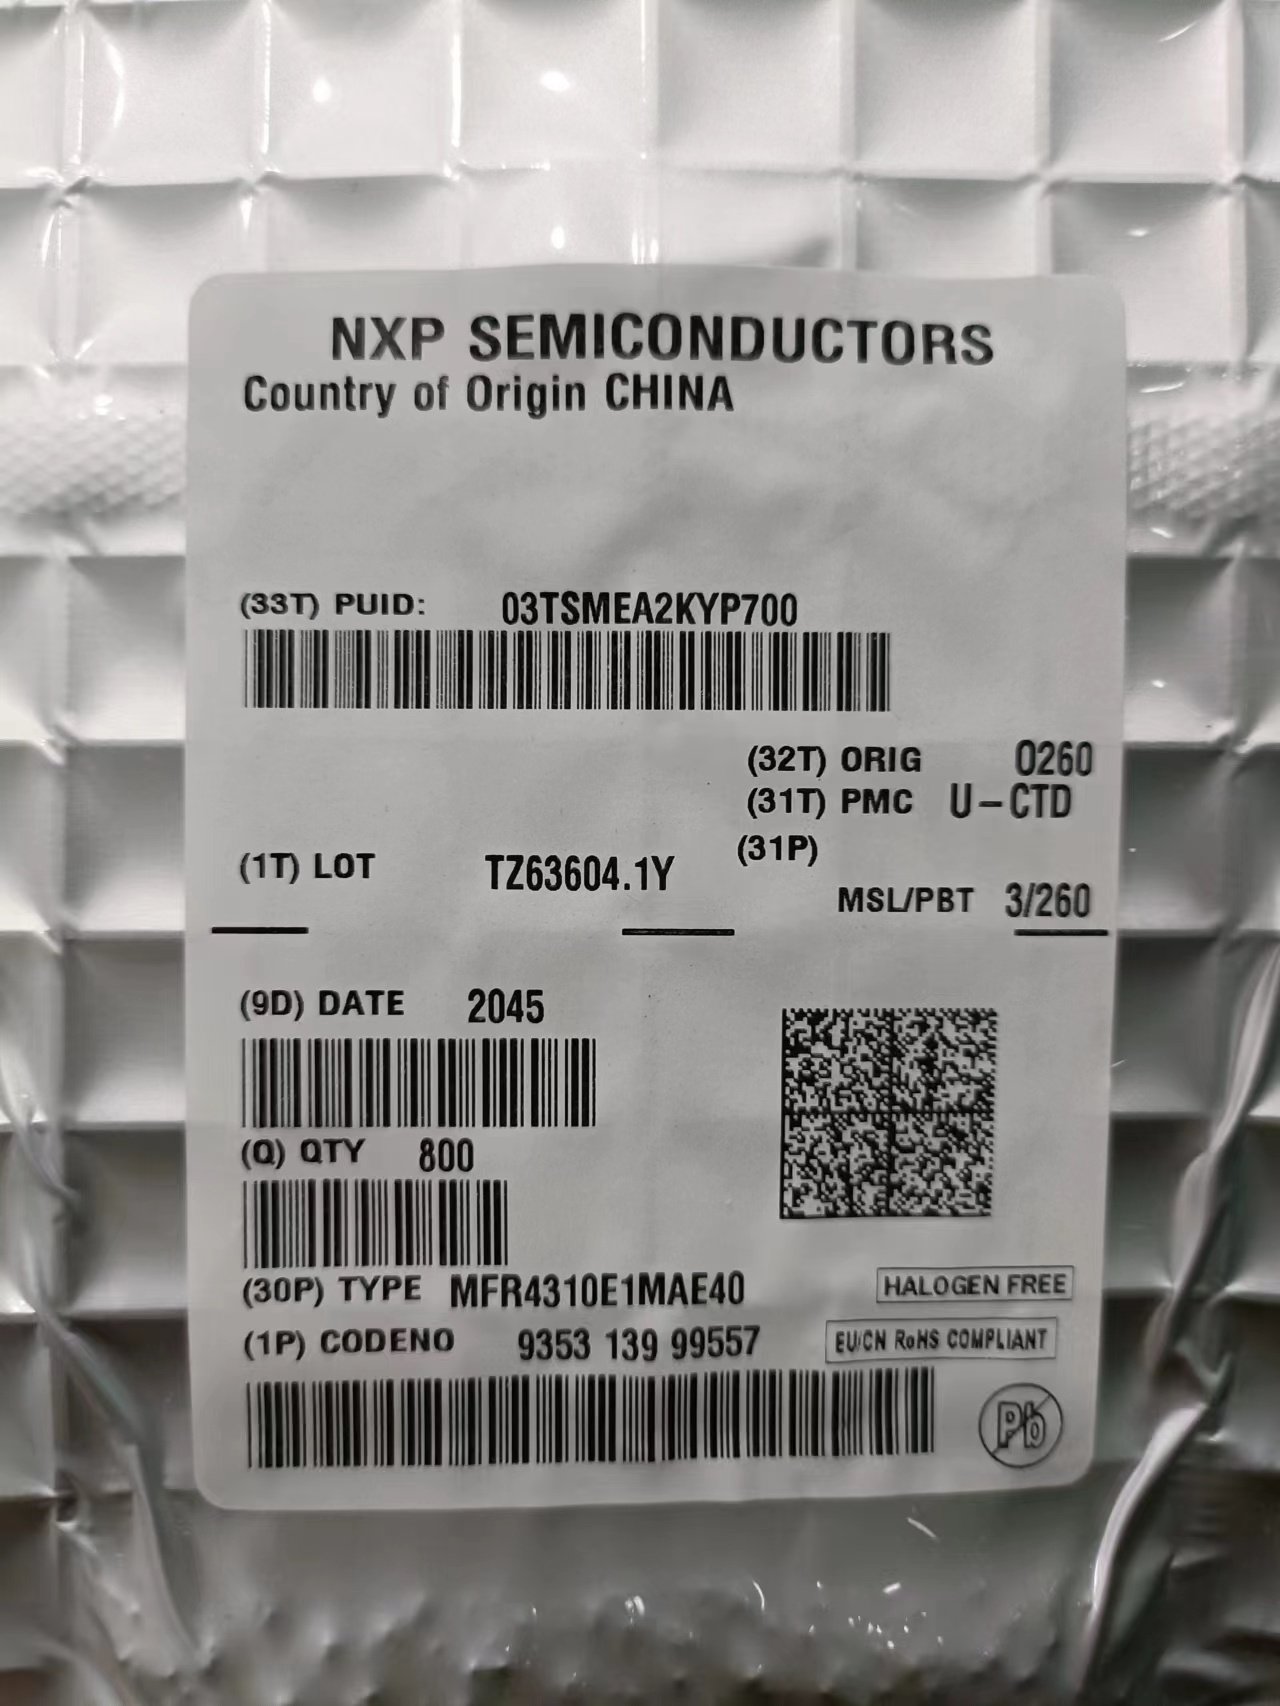 NXP SEMICONDUCTORS
Country of Origin CHINA
(33T) PUID: 03TSMEA2KYP700
(32T) ORIG 0260
(31T) PMC U-CTD
(31P)
(1T) LOT TZ63604.1Y
MSL/PBT 3/260
(9D) DATE 2045
(Q) QTY 800
(30P) TYPE MFR4310E1MAE40
HALOGEN FREE
(1P) CODENO 9353 139 99557
EU/CN RoHS COMPLIANT
Pb